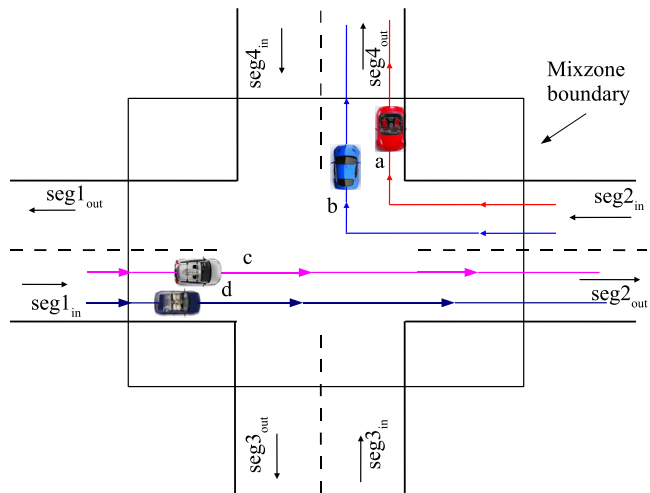 seg4in
seg4out
Mixzone
boundary
a
seg1out
seg2in
b
c
d
seg1in
seg2out
seg3out
seg3in